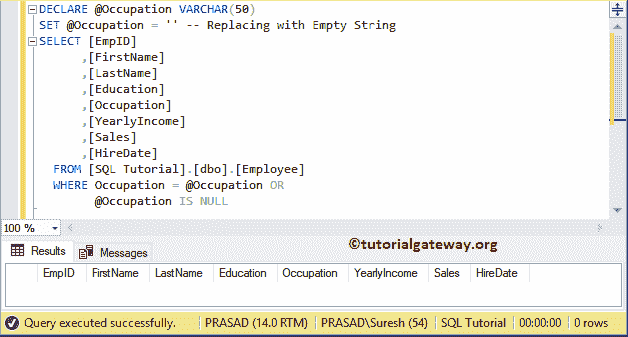 DECLARE @Occupation VARCHAR(50)
SET @Occupation = '' -- Replacing with Empty String
SELECT [EmpID]
,[FirstName]
,[LastName]
,[Education]
,[Occupation]
,[YearlyIncome]
,[Sales]
,[HireDate]
FROM [SQL Tutorial].[dbo].[Employee]
WHERE Occupation = @Occupation OR
@Occupation IS NULL
100 %
©tutorialgateway.org
Results Messages
EmpID FirstName LastName Education Occupation YearlyIncome Sales HireDate
Query executed successfully. PRASAD (14.0 RTM) PRASAD\Suresh (54) SQL Tutorial 00:00:00 0 rows